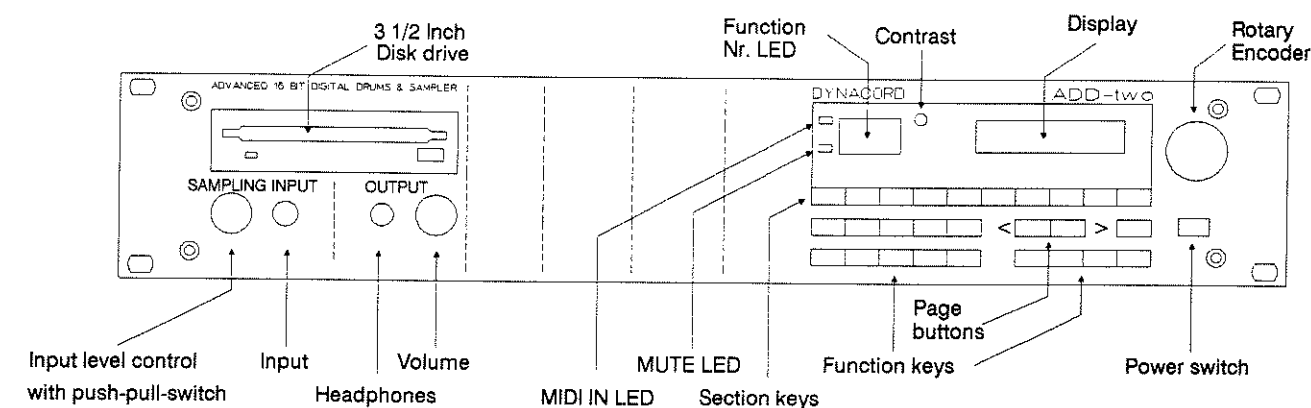 3 1/2 Inch
Disk drive
Function
Nr. LED
Contrast
Display
Rotary
Encoder
ADVANCED 16 BIT DIGITAL DRUMS & SAMPLER
DYNACORD
ADD-two
SAMPLING INPUT
OUTPUT
< >
Input level control
with push-pull-switch
Input
Headphones
Volume
MIDI IN LED
MUTE LED
Section keys
Function keys
Page
buttons
Power switch